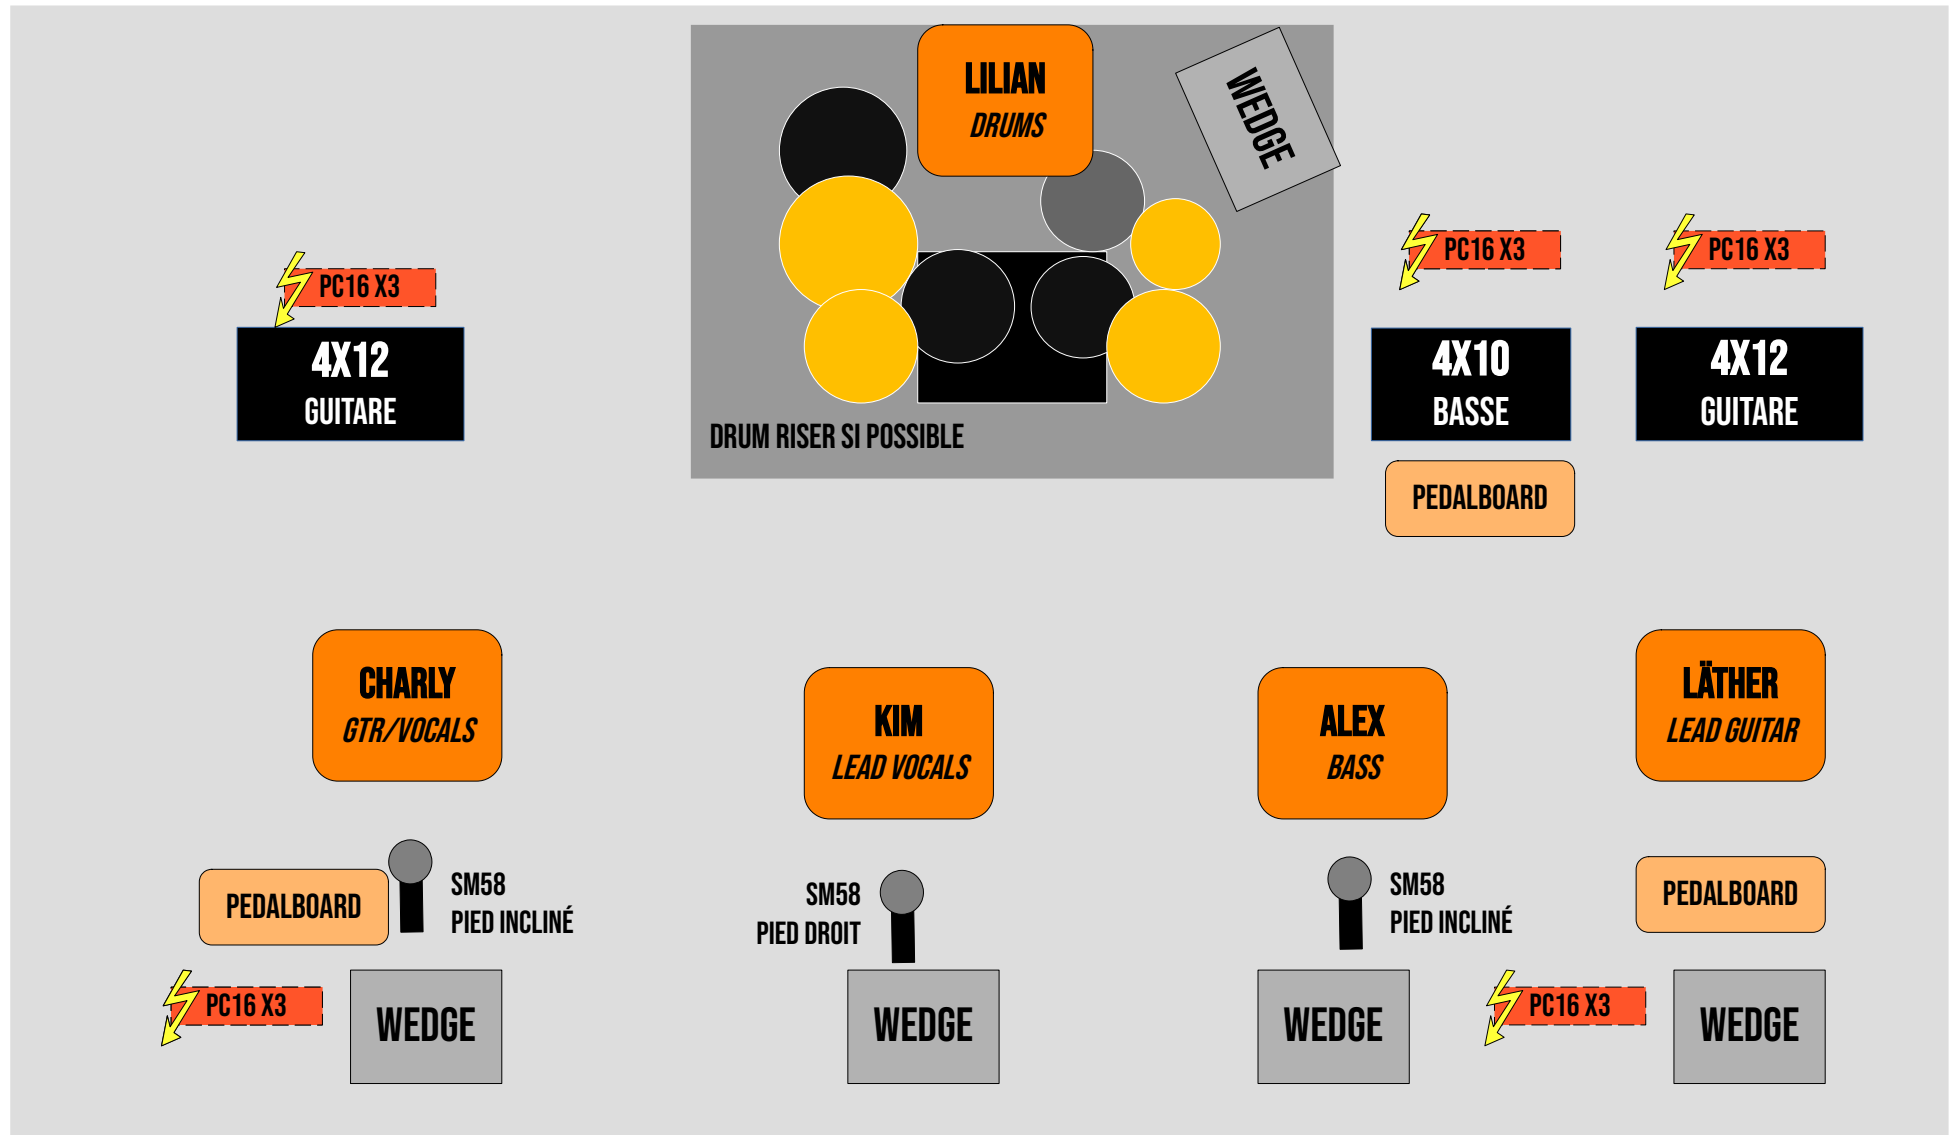 LILIAN
DRUMS
WEDGE
PC16 X3
PC16 X3
PC16 X3
4X12
GUITARE
4X10
BASSE
4X12
GUITARE
DRUM RISER SI POSSIBLE
PEDALBOARD
CHARLY
GTR/VOCALS
KIM
LEAD VOCALS
ALEX
BASS
LÄTHER
LEAD GUITAR
PEDALBOARD
SM58
PIED INCLINÉ
SM58
PIED DROIT
SM58
PIED INCLINÉ
PEDALBOARD
PC16 X3
WEDGE
WEDGE
WEDGE
PC16 X3
WEDGE